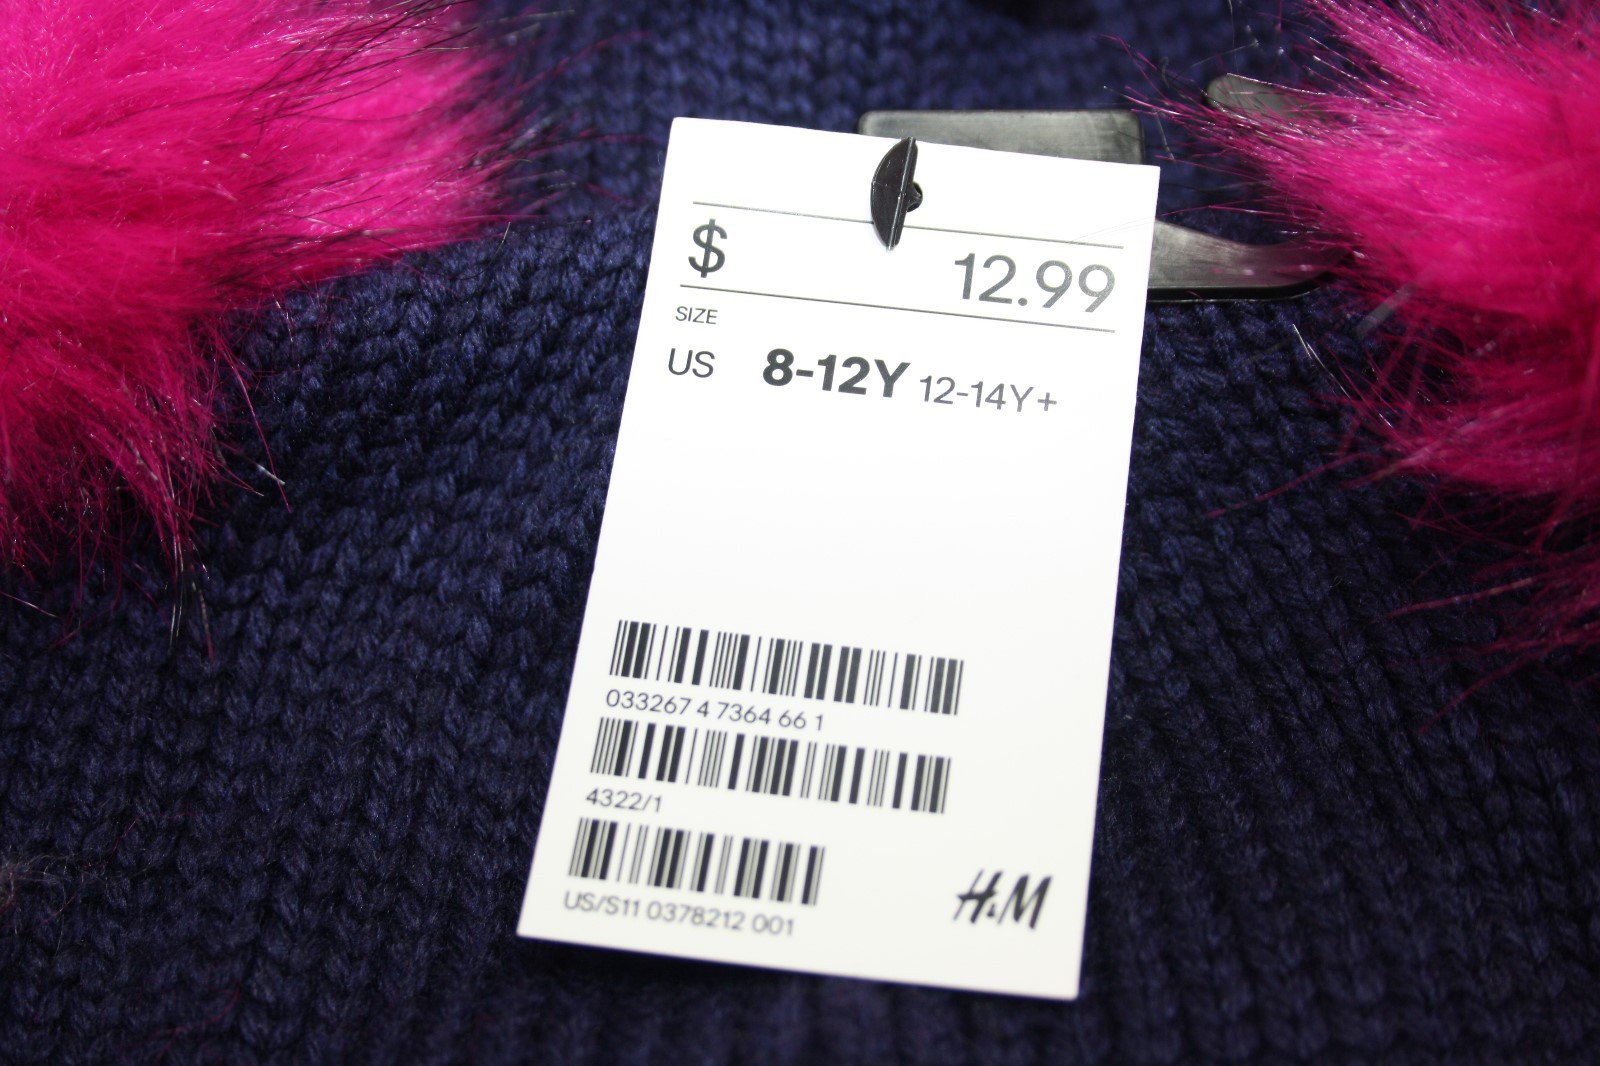 $ 12.99
SIZE
US 8-12Y 12-14Y+
033267 4 7364 66 1
4322/1
US/S11 0378212 001
H&M